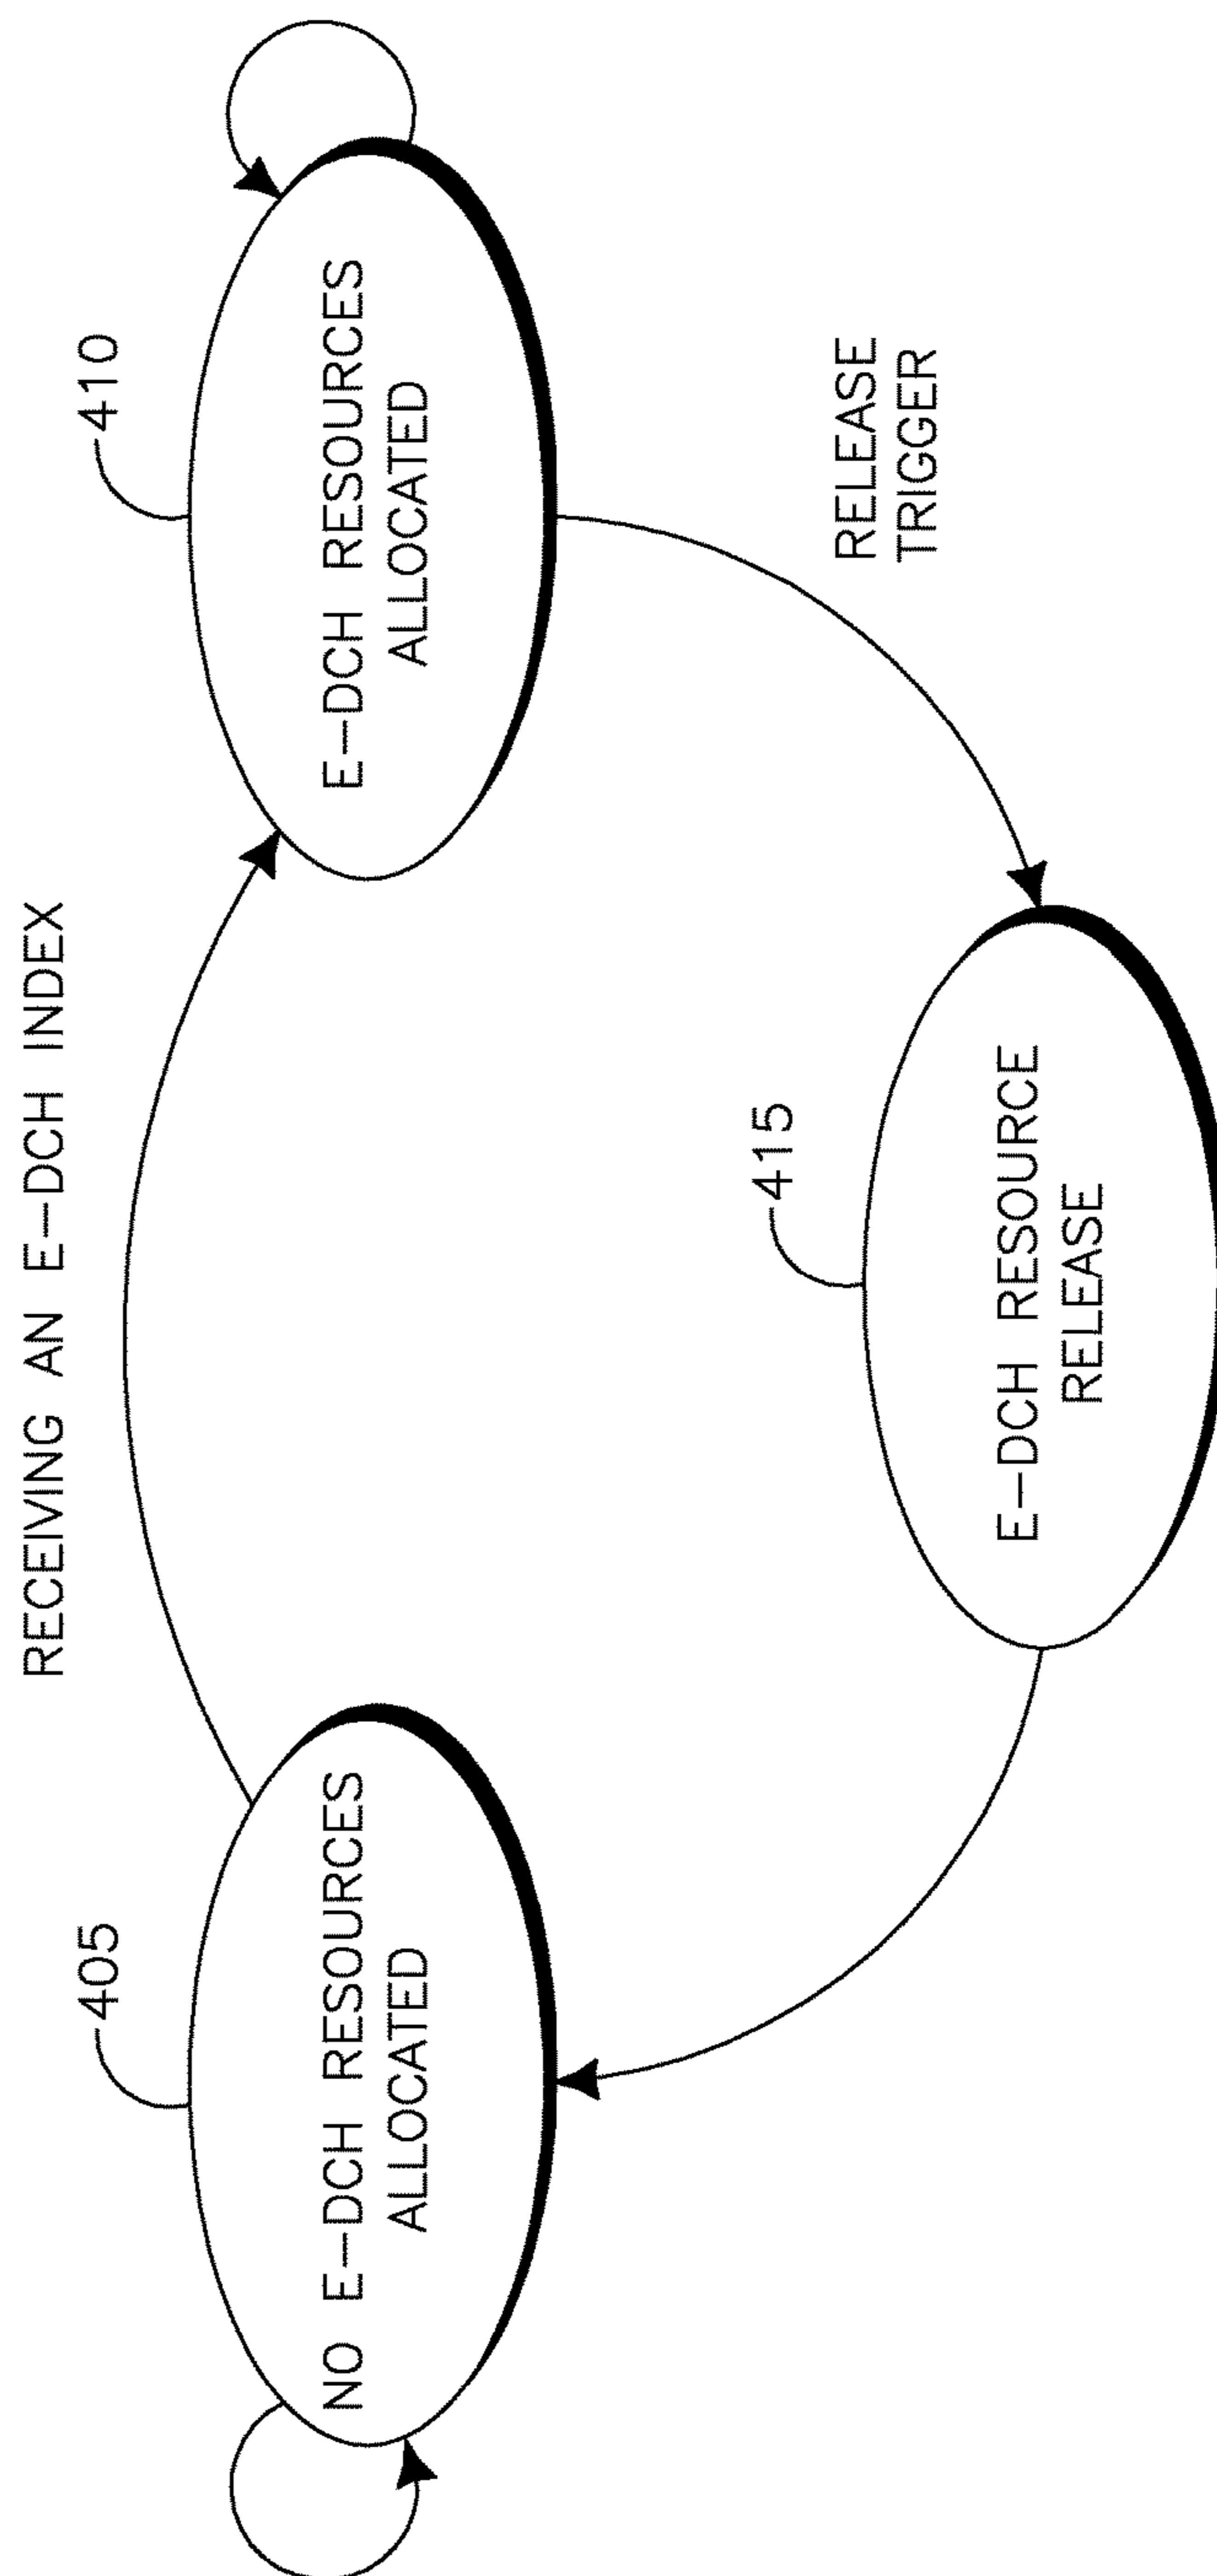 RECEIVING AN E-DCH INDEX
405
410
NO E-DCH RESOURCES
ALLOCATED
E-DCH RESOURCES
ALLOCATED
RELEASE
TRIGGER
415
E-DCH RESOURCE
RELEASE